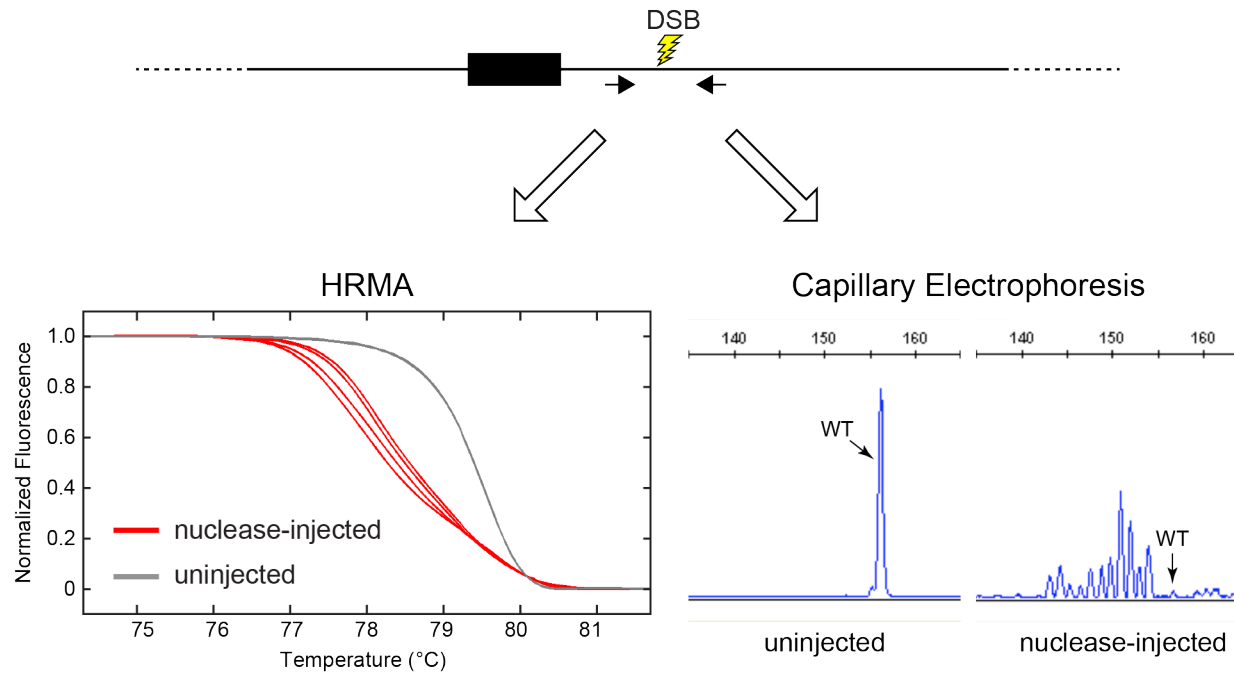 DSB
HRMA
Capillary Electrophoresis
1.0
0.8
0.6
0.4
0.2
0
Normalized Fluorescence
nuclease-injected
uninjected
75 76 77 78 79 80 81
Temperature (°C)
140 150 160
WT
uninjected
140 150 160
WT
nuclease-injected